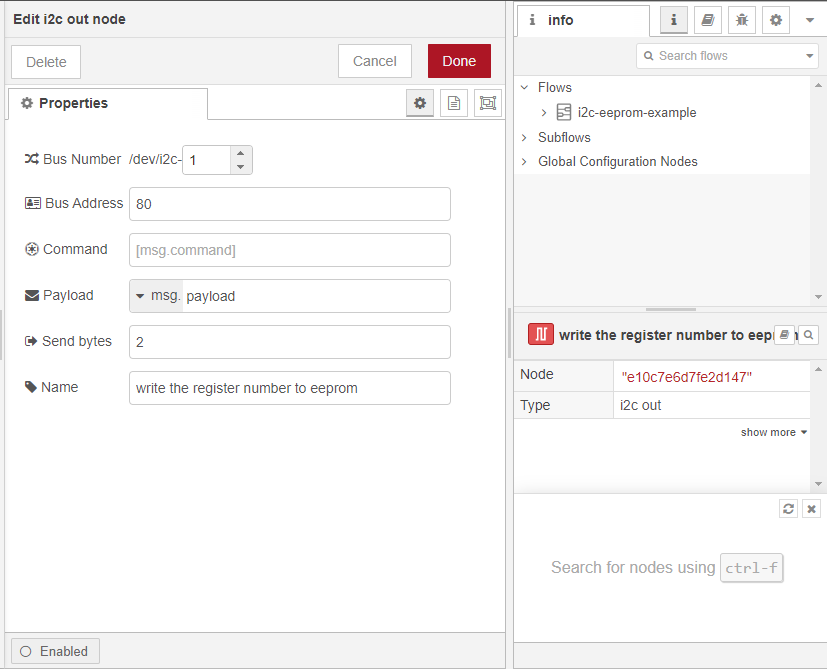 Edit i2c out node
Delete
Cancel
Done
Properties
Bus Number /dev/i2c- 1
Bus Address 80
Command [msg.command]
Payload msg. payload
Send bytes 2
Name write the register number to eeprom
Enabled
i info
i
Search flows
Flows
i2c-eeprom-example
Subflows
Global Configuration Nodes
write the register number to eep
Node "e10c7e6d7fe2d147"
Type i2c out
show more
Search for nodes using ctrl-f